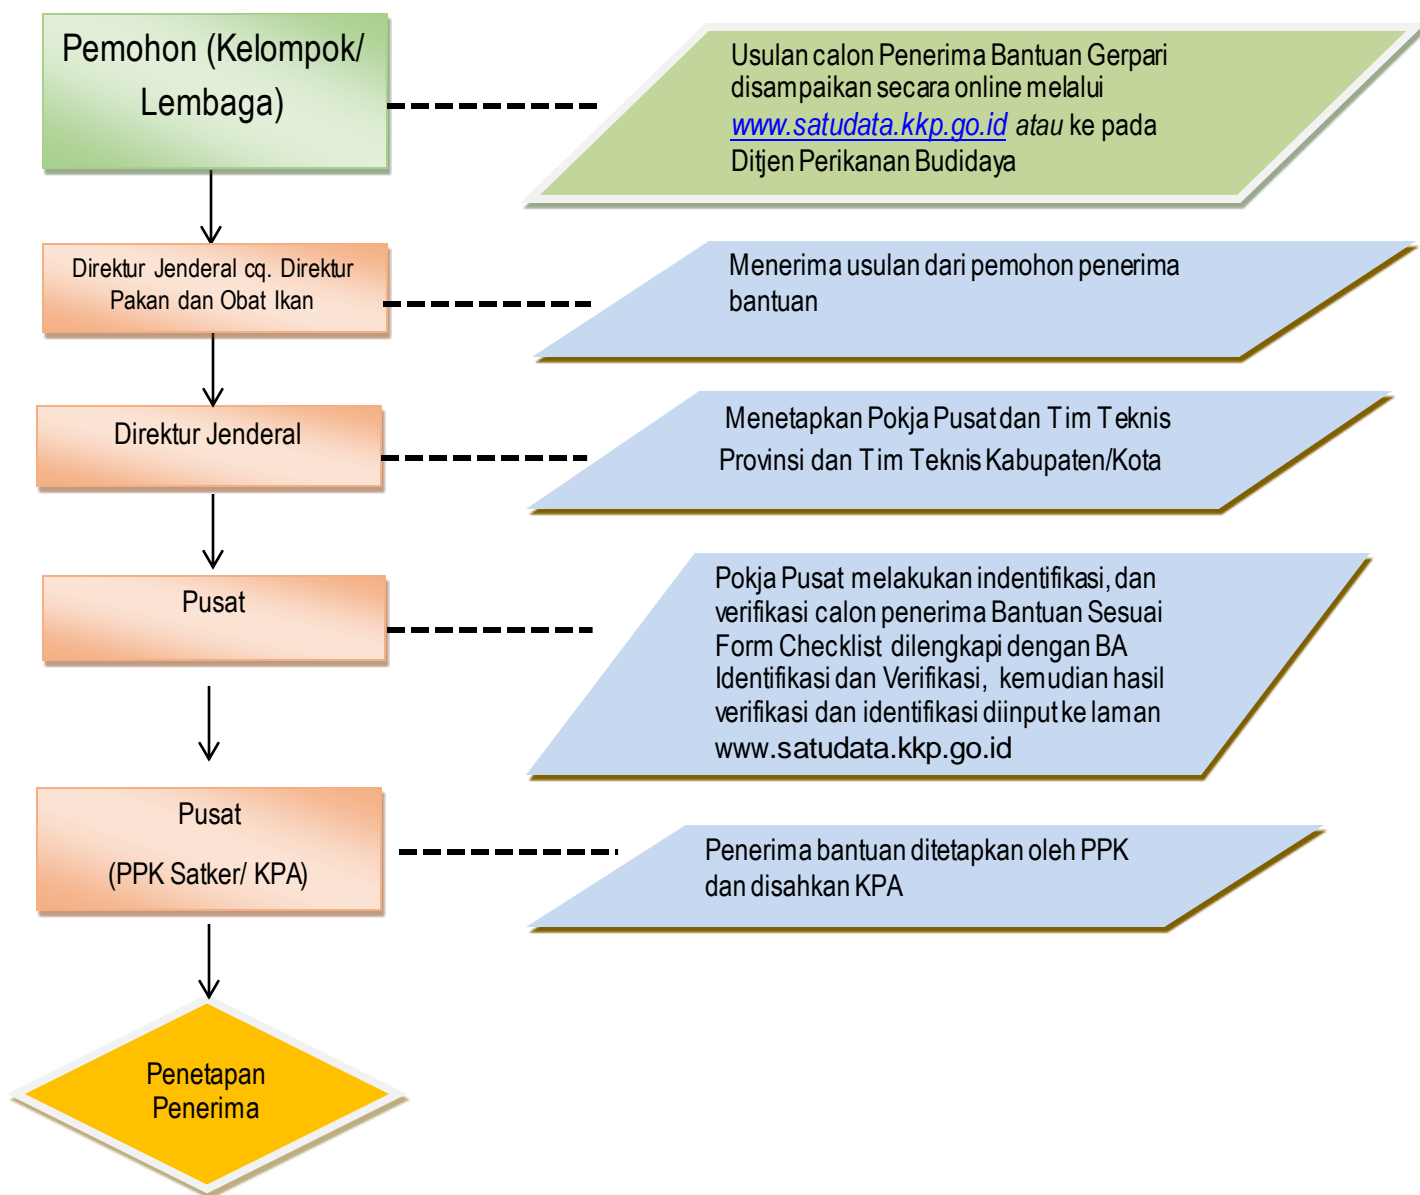 Pemohon (Kelompok/
Lembaga)
Usulan calon Penerima Bantuan Gerpari
disampaikan secara online melalui
www.satudata.kkp.go.id atau ke pada
Ditjen Perikanan Budidaya
Direktur Jenderal cq. Direktur
Pakan dan Obat Ikan
Menerima usulan dari pemohon penerima
bantuan
Direktur Jenderal
Menetapkan Pokja Pusat dan Tim Teknis
Provinsi dan Tim Teknis Kabupaten/Kota
Pusat
Pokja Pusat melakukan indentifikasi, dan
verifikasi calon penerima Bantuan Sesuai
Form Checklist dilengkapi dengan BA
Identifikasi dan Verifikasi, kemudian hasil
verifikasi dan identifikasi diinput ke laman
www.satudata.kkp.go.id
Pusat
(PPK Satker/ KPA)
Penerima bantuan ditetapkan oleh PPK
dan disahkan KPA
Penetapan
Penerima